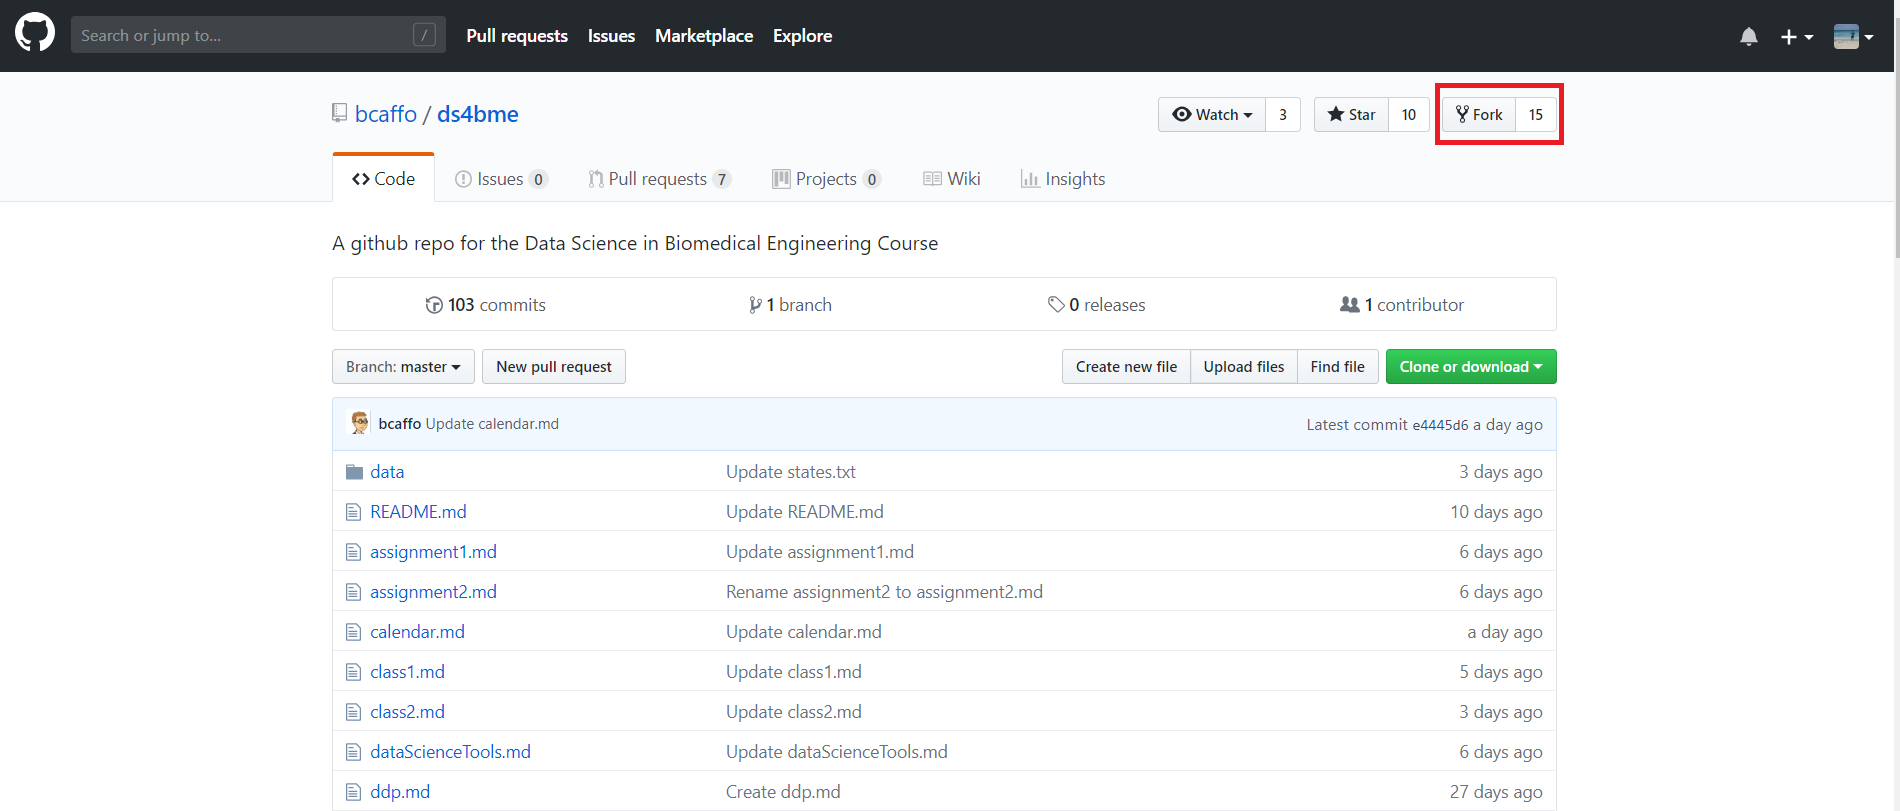 Search or jump to... / Pull requests Issues Marketplace Explore
bcaffo / ds4bme Watch 3 Star 10 Fork 15
Code Issues 0 Pull requests 7 Projects 0 Wiki Insights
A github repo for the Data Science in Biomedical Engineering Course
103 commits 1 branch 0 releases 1 contributor
Branch: master New pull request Create new file Upload files Find file Clone or download
bcaffo Update calendar.md Latest commit e4445d6 a day ago
data Update states.txt 3 days ago
README.md Update README.md 10 days ago
assignment1.md Update assignment1.md 6 days ago
assignment2.md Rename assignment2 to assignment2.md 6 days ago
calendar.md Update calendar.md a day ago
class1.md Update class1.md 5 days ago
class2.md Update class2.md 3 days ago
dataScienceTools.md Update dataScienceTools.md 6 days ago
ddp.md Create ddp.md 27 days ago